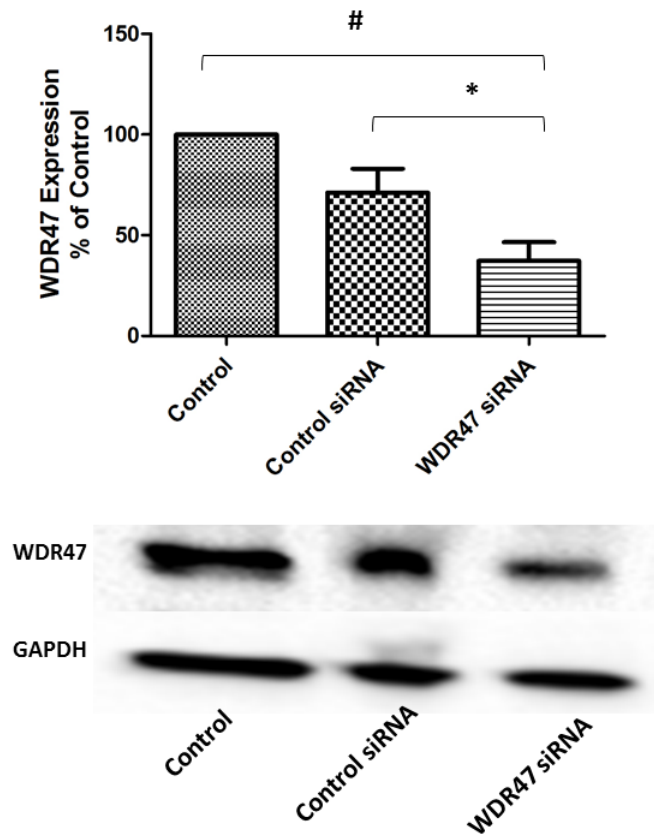 #
*
150
100
50
0
WDR47 Expression
% of Control
Control
Control siRNA
WDR47 siRNA
WDR47
GAPDH
Control
Control siRNA
WDR47 siRNA